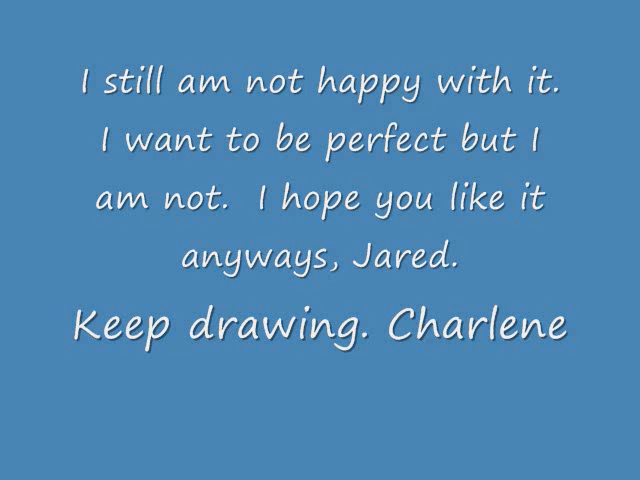 I still am not happy with it.
I want to be perfect but I
am not.  I hope you like it
anyways, Jared.
Keep drawing. Charlene